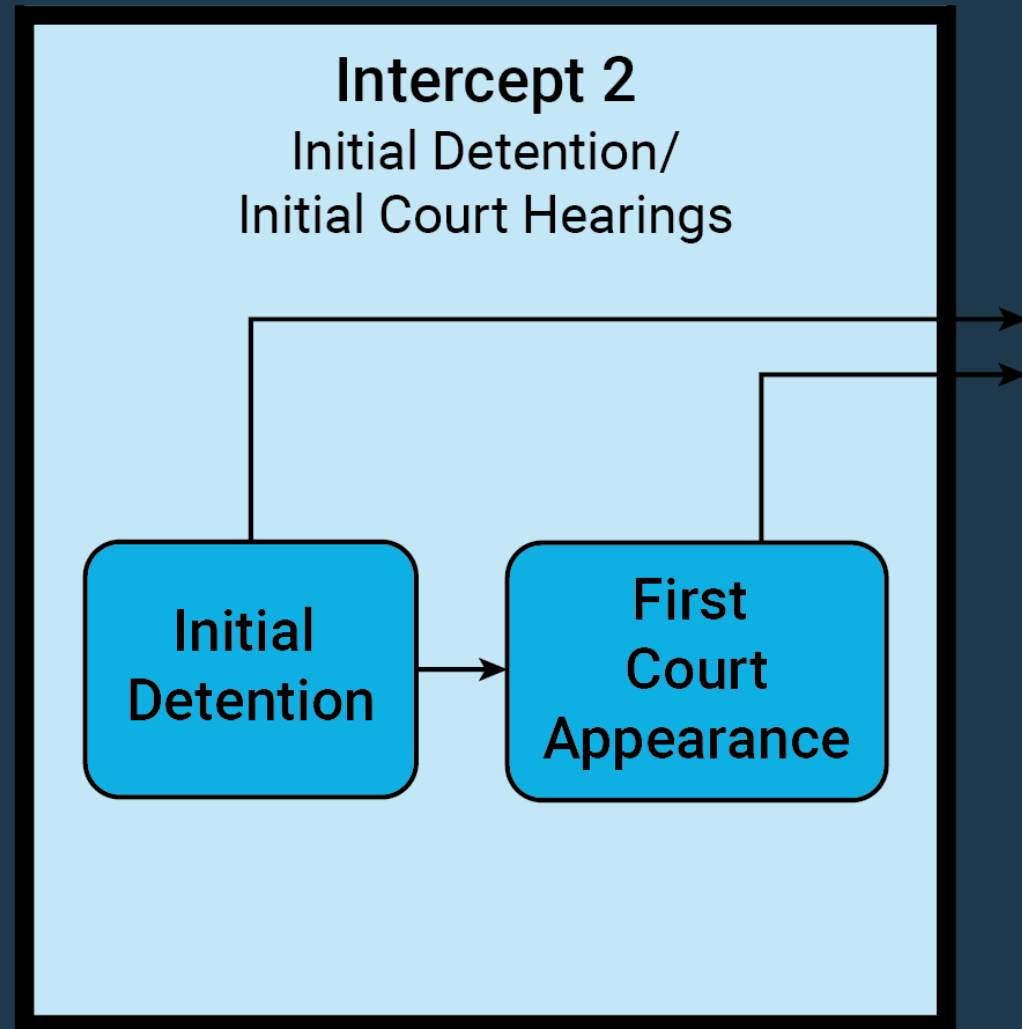 Intercept 2
Initial Detention/
Initial Court Hearings
Initial
Detention
First
Court
Appearance